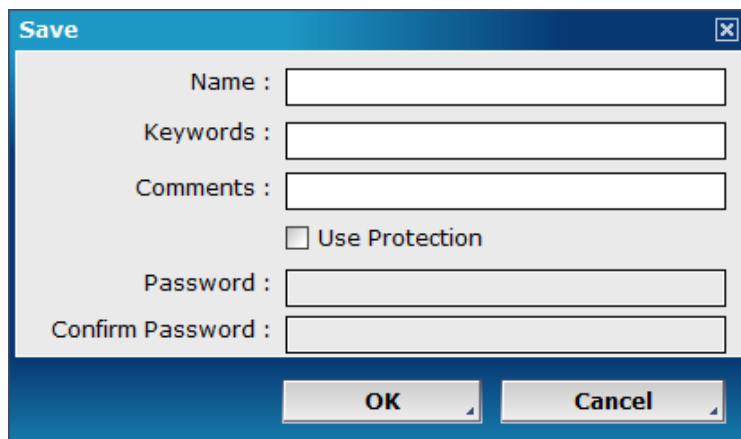 Save
Name :
Keywords :
Comments :
Use Protection
Password :
Confirm Password :
OK Cancel